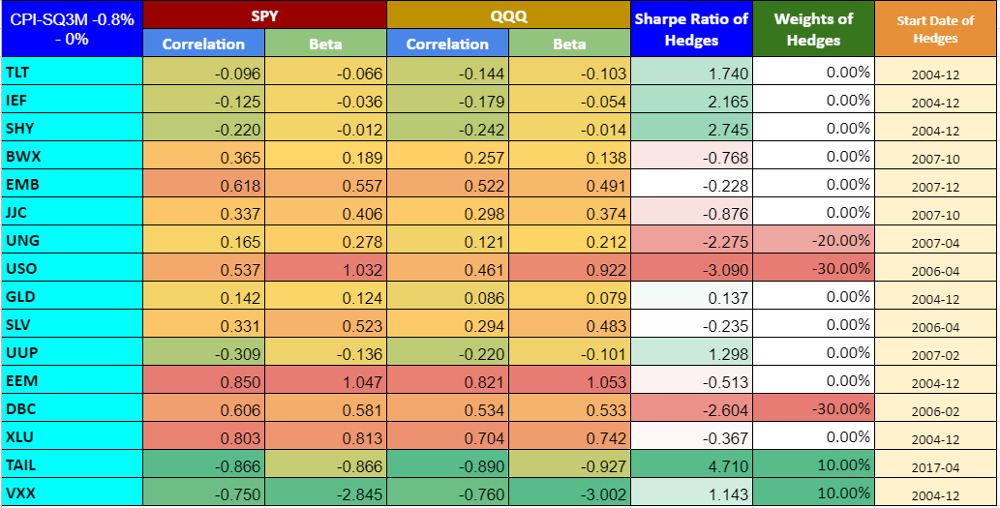 CPI-SQ3M -0.8% - 0% SPY QQQ Sharpe Ratio of Hedges Weights of Hedges Start Date of Hedges
Correlation Beta Correlation Beta
TLT -0.096 -0.066 -0.144 -0.103 1.740 0.00% 2004-12
IEF -0.125 -0.036 -0.179 -0.054 2.165 0.00% 2004-12
SHY -0.220 -0.012 -0.242 -0.014 2.745 0.00% 2004-12
BWX 0.365 0.189 0.257 0.138 -0.768 0.00% 2007-10
EMB 0.618 0.557 0.522 0.491 -0.228 0.00% 2007-12
JJC 0.337 0.406 0.298 0.374 -0.876 0.00% 2007-10
UNG 0.165 0.278 0.121 0.212 -2.275 -20.00% 2007-04
USO 0.537 1.032 0.461 0.922 -3.090 -30.00% 2006-04
GLD 0.142 0.124 0.086 0.079 0.137 0.00% 2004-12
SLV 0.331 0.523 0.294 0.483 -0.235 0.00% 2006-04
UUP -0.309 -0.136 -0.220 -0.101 1.298 0.00% 2007-02
EEM 0.850 1.047 0.821 1.053 -0.513 0.00% 2004-12
DBC 0.606 0.581 0.534 0.533 -2.604 -30.00% 2006-02
XLU 0.803 0.813 0.704 0.742 -0.367 0.00% 2004-12
TAIL -0.866 -0.866 -0.890 -0.927 4.710 10.00% 2017-04
VXX -0.750 -2.845 -0.760 -3.002 1.143 10.00% 2004-12